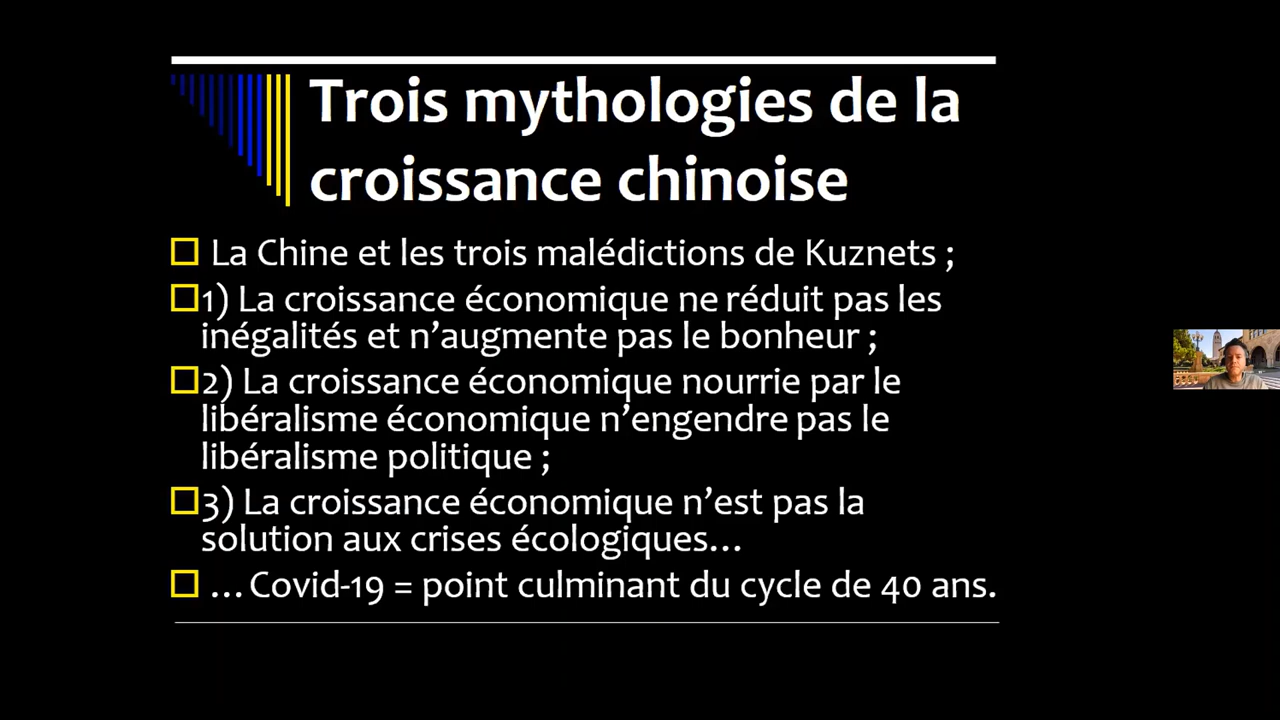 Trois mythologies de la
croissance chinoise
La Chine et les trois malédictions de Kuznets ;
1) La croissance économique ne réduit pas les
inégalités et n’augmente pas le bonheur ;
2) La croissance économique nourrie par le
libéralisme économique n’engendre pas le
libéralisme politique ;
3) La croissance économique n’est pas la
solution aux crises écologiques…
… Covid-19 = point culminant du cycle de 40 ans.